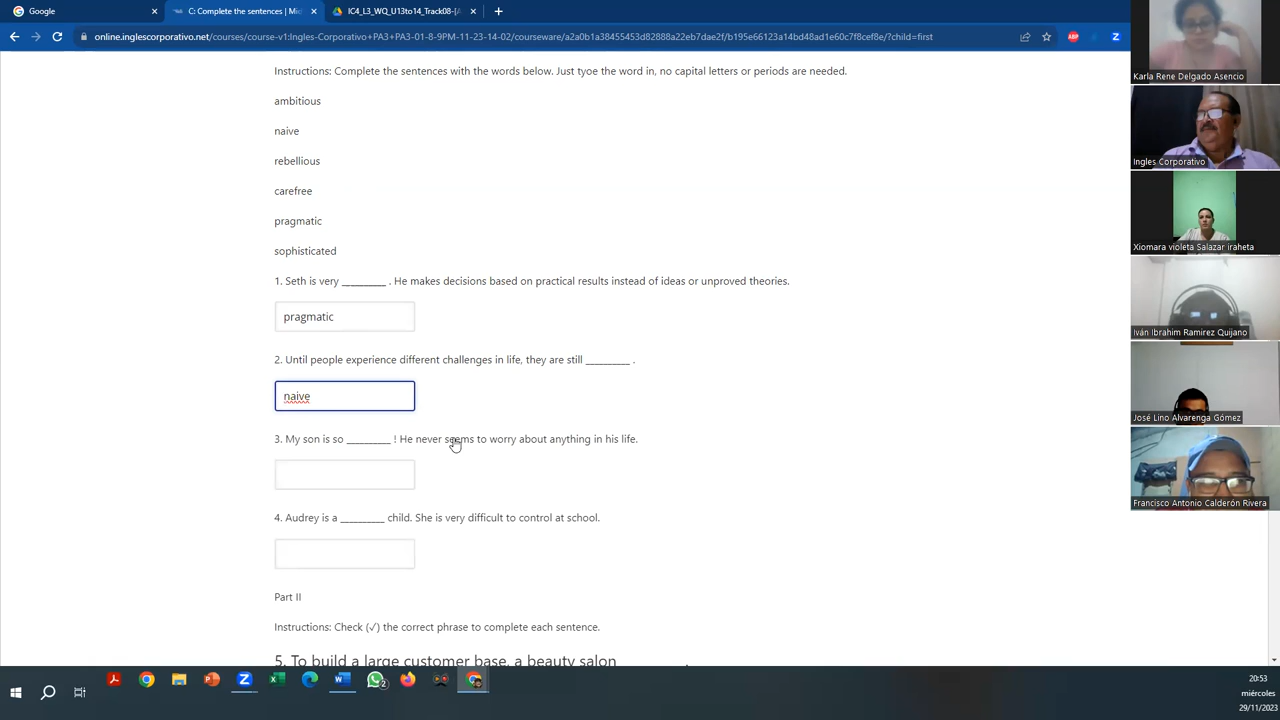 Google
C: Complete the sentences | Mic
IC4_L3_WQ_U13to14_Track08-[A
online.inglescorporativo.net/courses/course-v1:Ingles-Corporativo+PA3+PA3-01-8-9PM-11-23-14-02/courseware/a2a0b1a38455453d82888a22eb7dae2f/b195e66123a14bd48ad1e60c7f8cef8e/?child=first
Instructions: Complete the sentences with the words below. Just tyoe the word in, no capital letters or periods are needed.
ambitious
naive
rebellious
carefree
pragmatic
sophisticated
1. Seth is very _________ . He makes decisions based on practical results instead of ideas or unproved theories.
pragmatic
2. Until people experience different challenges in life, they are still _________ .
naive
3. My son is so _________ ! He never seems to worry about anything in his life.
4. Audrey is a _________ child. She is very difficult to control at school.
Part II
Instructions: Check (✓) the correct phrase to complete each sentence.
5. To build a large customer base, a beauty salon
Karla Rene Delgado Asencio
Ingles Corporativo
Xiomara violeta Salazar iraheta
Iván Ibrahim Ramirez Quijano
José Lino Alvarenga Gómez
Francisco Antonio Calderón Rivera
20:53
miércoles
29/11/2023